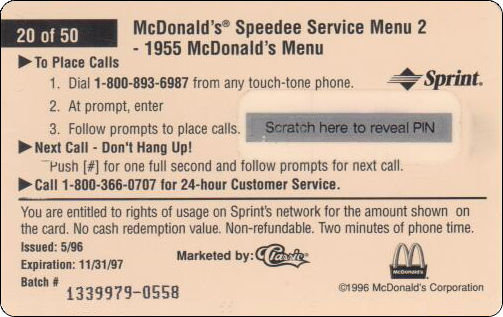 20 of 50
McDonald's® Speedee Service Menu 2
- 1955 McDonald's Menu
▶To Place Calls
1. Dial 1-800-893-6987 from any touch-tone phone.
Sprint®
2. At prompt, enter
3. Follow prompts to place calls.
Scratch here to reveal PIN
▶Next Call - Don't Hang Up!
Push [#] for one full second and follow prompts for next call.
▶Call 1-800-366-0707 for 24-hour Customer Service.
You are entitled to rights of usage on Sprint's network for the amount shown on
the card. No cash redemption value. Non-refundable. Two minutes of phone time.
Issued: 5/96
Expiration: 11/31/97
Batch #
1339979-0558
Marketed by: Classic
McDonald's
©1996 McDonald's Corporation